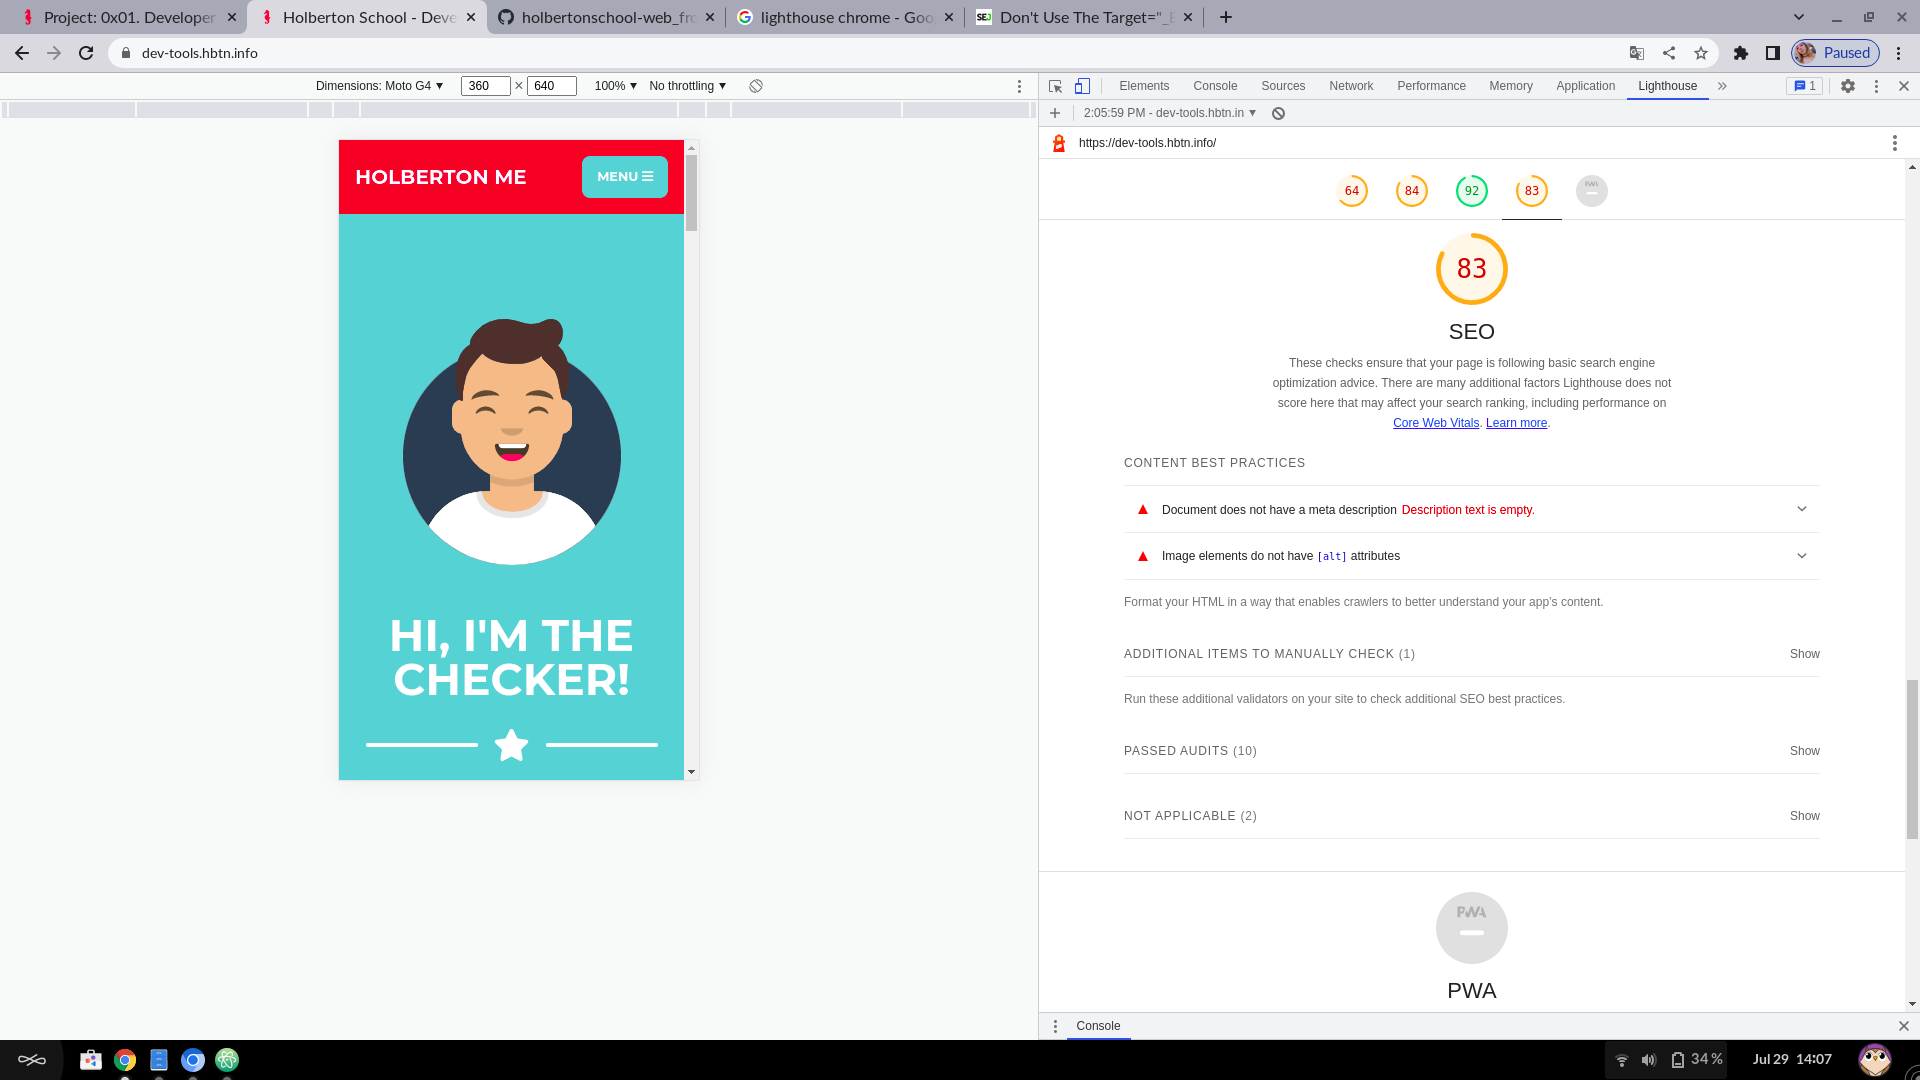 Project: 0x01. Developer
Holberton School - Deve
holbertonschool-web_fro
lighthouse chrome - Goo
Don't Use The Target="_B
dev-tools.hbtn.info
Paused
Dimensions: Moto G4 360 × 640 100% No throttling
Elements Console Sources Network Performance Memory Application Lighthouse 1
2:05:59 PM - dev-tools.hbtn.in
https://dev-tools.hbtn.info/
HOLBERTON ME
MENU
HI, I'M THE
CHECKER!
64 84 92 83 PWA
83
SEO
These checks ensure that your page is following basic search engine
optimization advice. There are many additional factors Lighthouse does not
score here that may affect your search ranking, including performance on
Core Web Vitals. Learn more.
CONTENT BEST PRACTICES
Document does not have a meta description Description text is empty.
Image elements do not have [alt] attributes
Format your HTML in a way that enables crawlers to better understand your app's content.
ADDITIONAL ITEMS TO MANUALLY CHECK (1) Show
Run these additional validators on your site to check additional SEO best practices.
PASSED AUDITS (10) Show
NOT APPLICABLE (2) Show
PWA
PWA
Console
34 % Jul 29 14:07